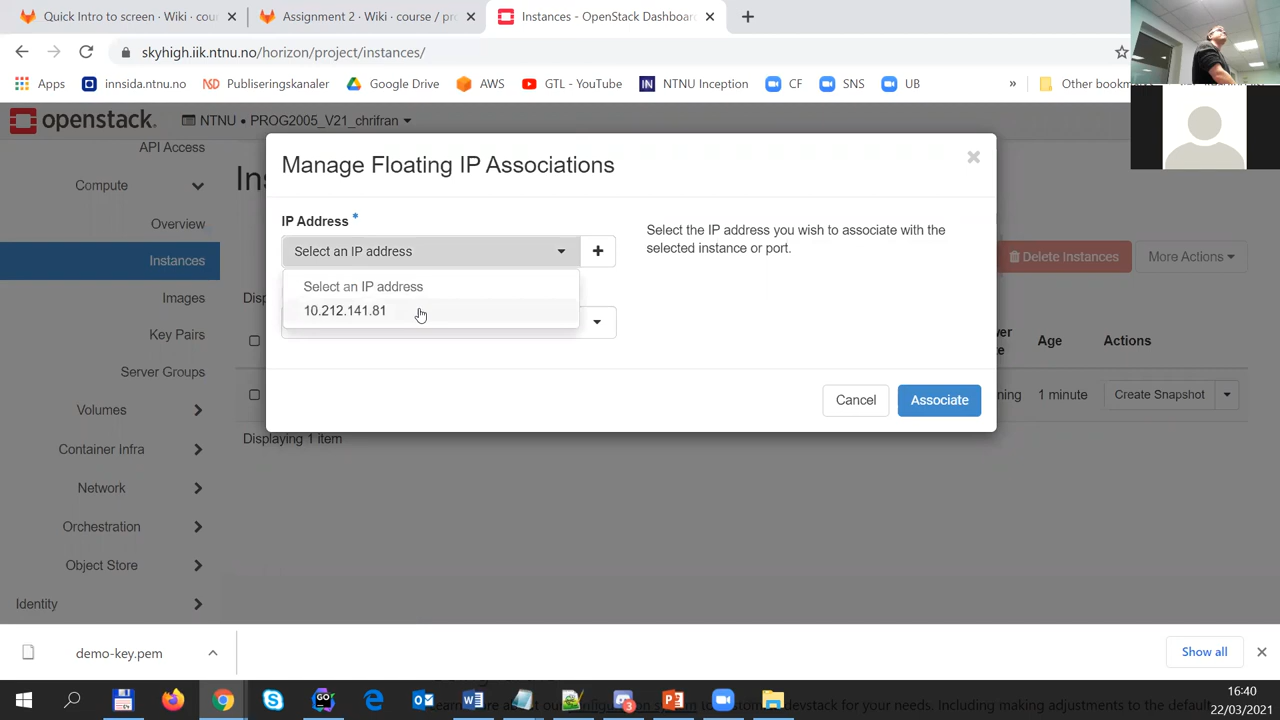 Quick Intro to screen · Wiki · cou
Assignment 2 · Wiki · course / pr
Instances - OpenStack Dashboar
skyhigh.iik.ntnu.no/horizon/project/instances/
Apps
innsida.ntnu.no
Publiseringskanaler
Google Drive
AWS
GTL - YouTube
NTNU Inception
CF
SNS
UB
»
Other bookm
openstack.
NTNU • PROG2005_V21_chrifran
API Access
Compute
Overview
Instances
Images
Key Pairs
Server Groups
Volumes
Container Infra
Network
Orchestration
Object Store
Identity
Ins
Manage Floating IP Associations
IP Address *
Select an IP address
Select an IP address
10.212.141.81
Select the IP address you wish to associate with the
selected instance or port.
Cancel
Associate
Delete Instances
More Actions
Disp
Age
Actions
ning
1 minute
Create Snapshot
Displaying 1 item
demo-key.pem
Show all
16:40
22/03/2021